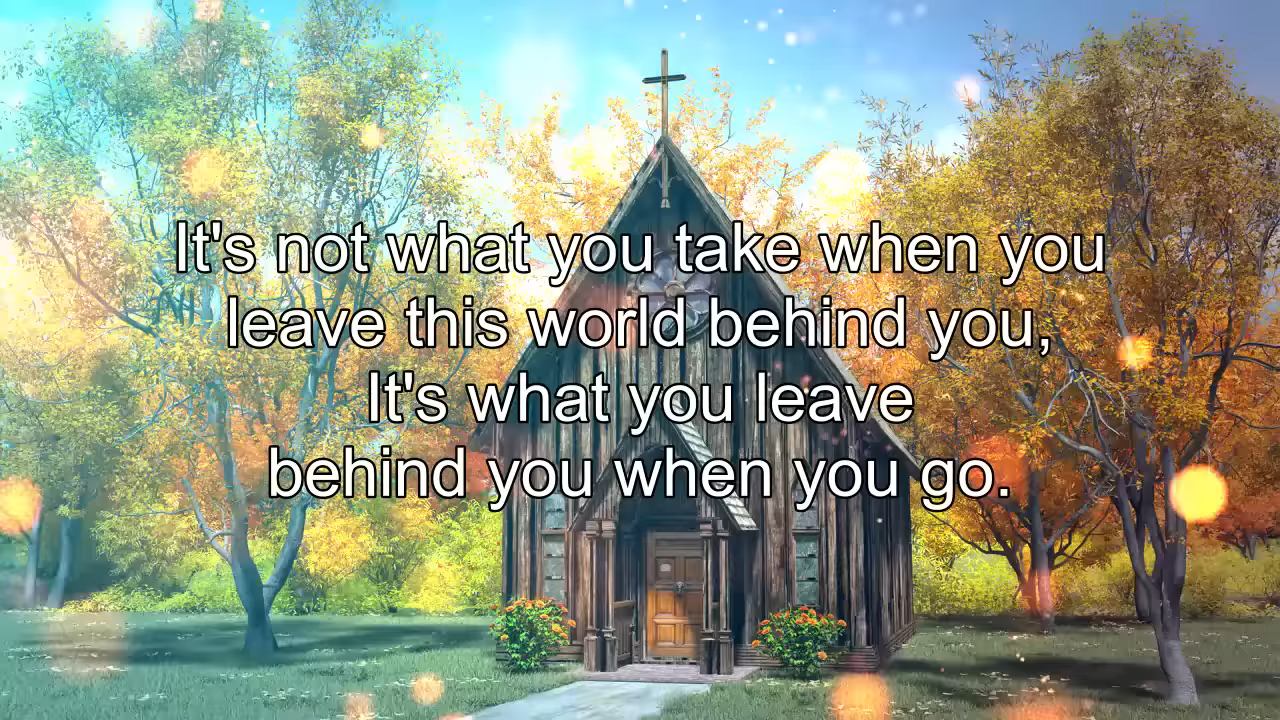 It's not what you take when you
leave this world behind you,
It's what you leave
behind you when you go.